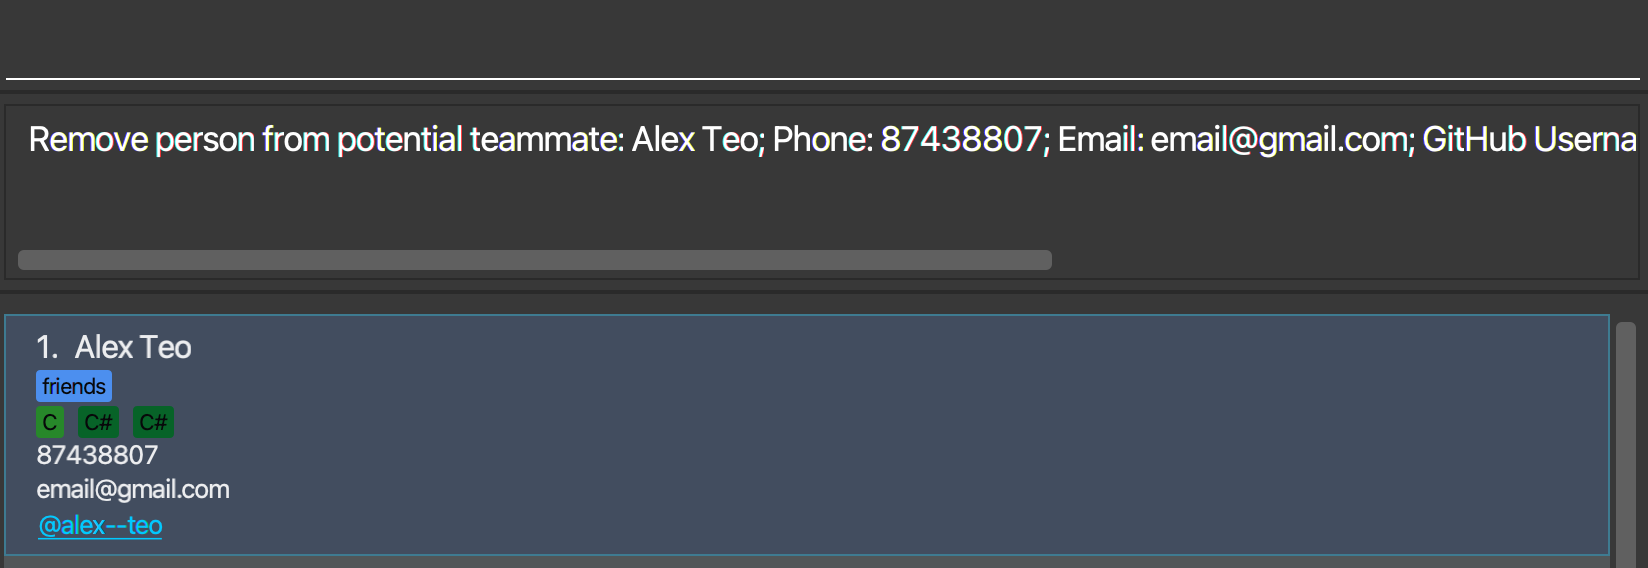 Remove person from potential teammate: Alex Teo; Phone: 87438807; Email: email@gmail.com; GitHub Userna
1. Alex Teo
friends
C C# C#
87438807
email@gmail.com
@alex--teo